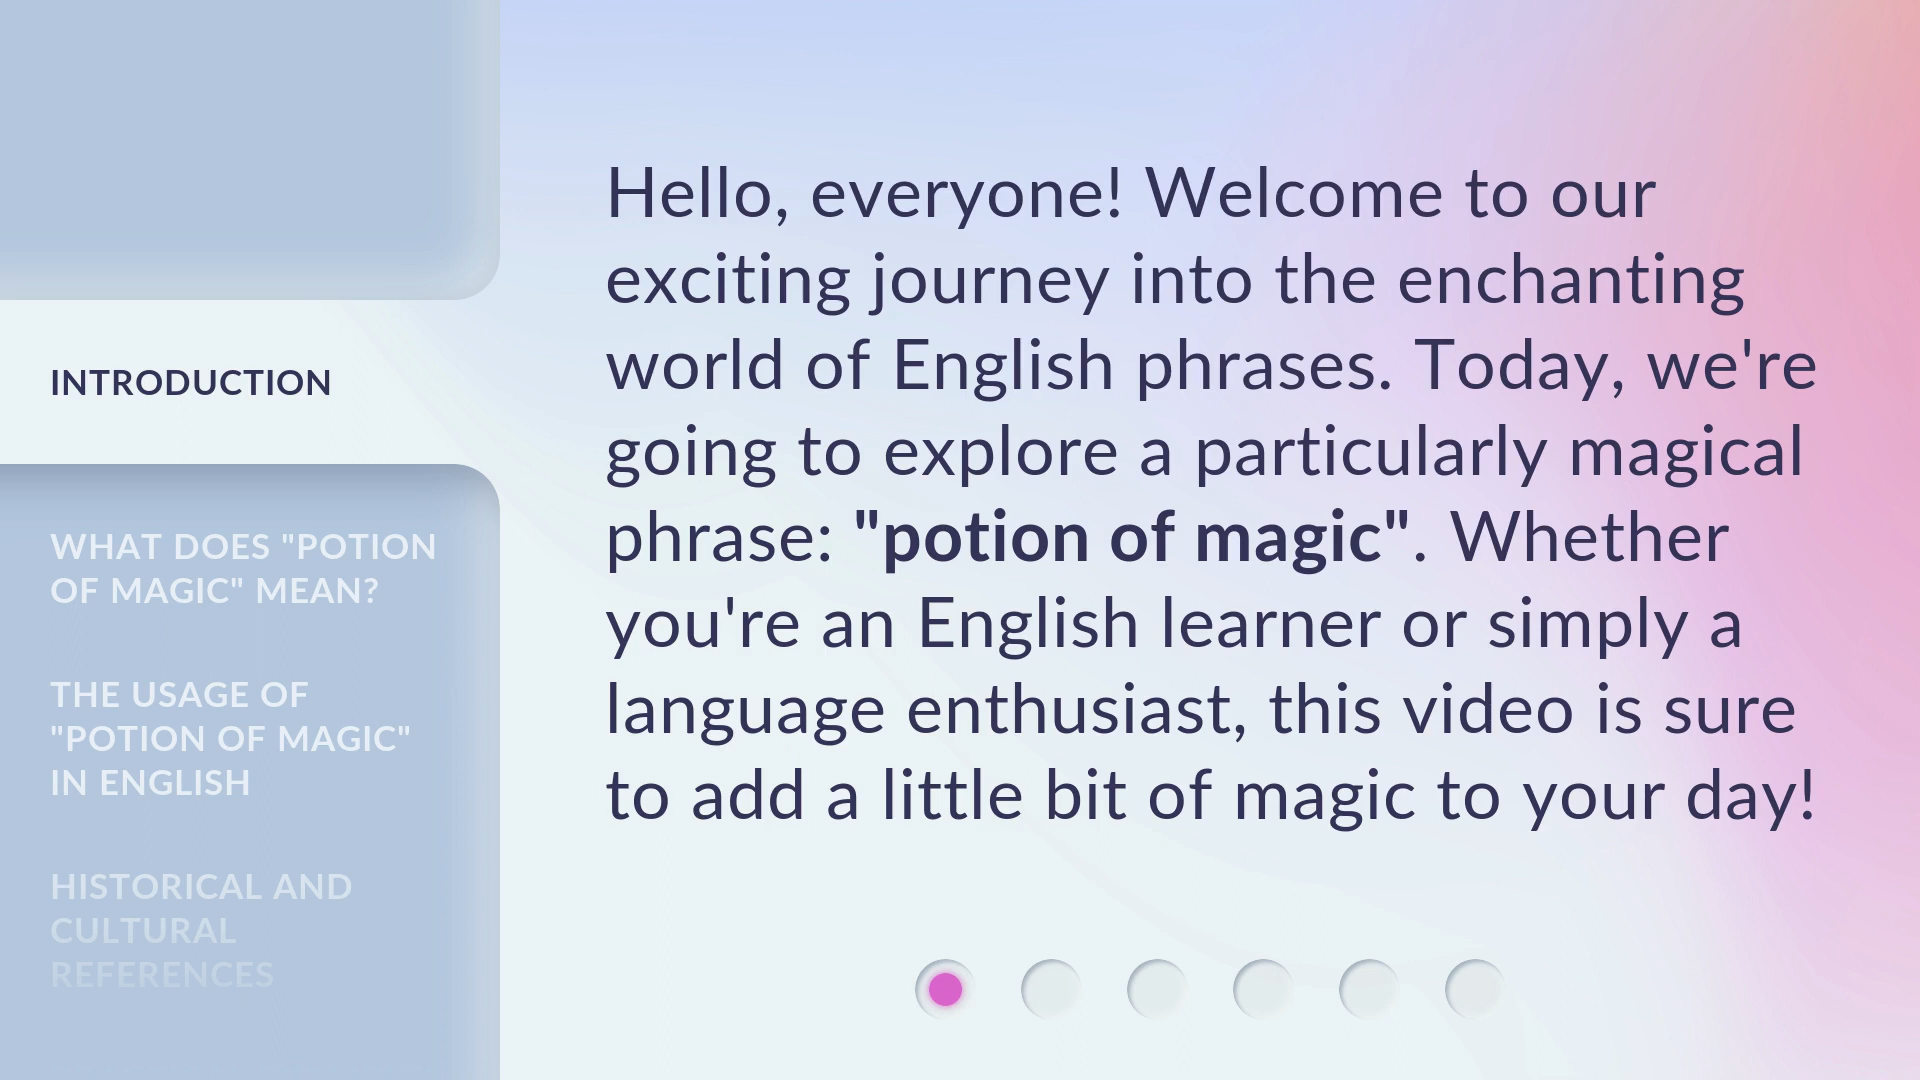 INTRODUCTION
WHAT DOES "POTION
OF MAGIC" MEAN?
THE USAGE OF
"POTION OF MAGIC"
IN ENGLISH
HISTORICAL AND
CULTURAL
REFERENCES
Hello, everyone! Welcome to our
exciting journey into the enchanting
world of English phrases. Today, we're
going to explore a particularly magical
phrase: "potion of magic". Whether
you're an English learner or simply a
language enthusiast, this video is sure
to add a little bit of magic to your day!